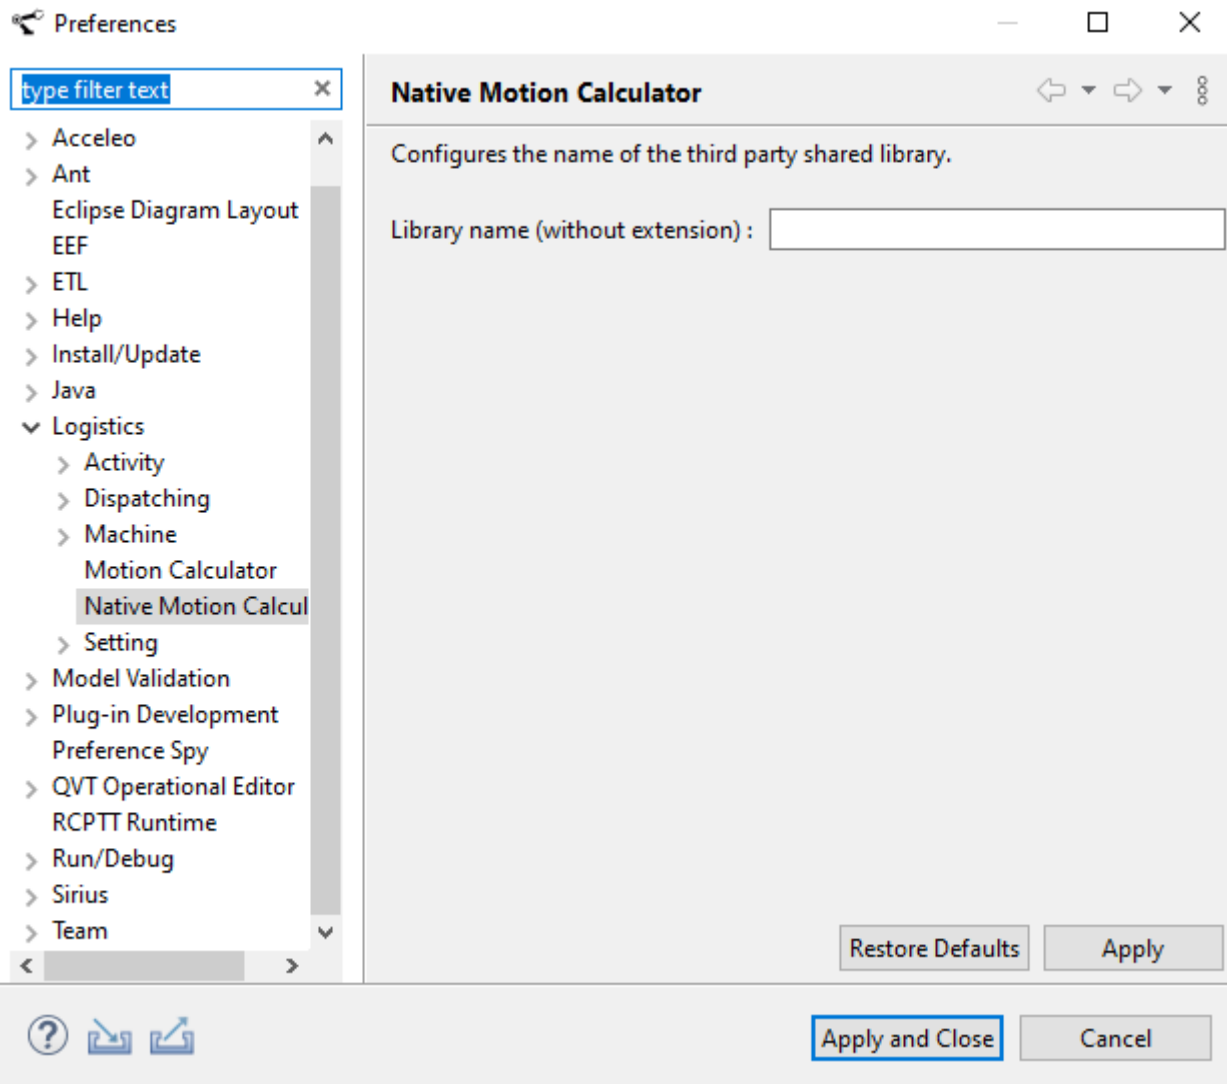 Preferences
type filter text
Acceleo
Ant
Eclipse Diagram Layout
EEF
ETL
Help
Install/Update
Java
Logistics
Activity
Dispatching
Machine
Motion Calculator
Native Motion Calcul
Setting
Model Validation
Plug-in Development
Preference Spy
QVT Operational Editor
RCPTT Runtime
Run/Debug
Sirius
Team
Native Motion Calculator
Configures the name of the third party shared library.
Library name (without extension) :
Restore Defaults
Apply
Apply and Close
Cancel